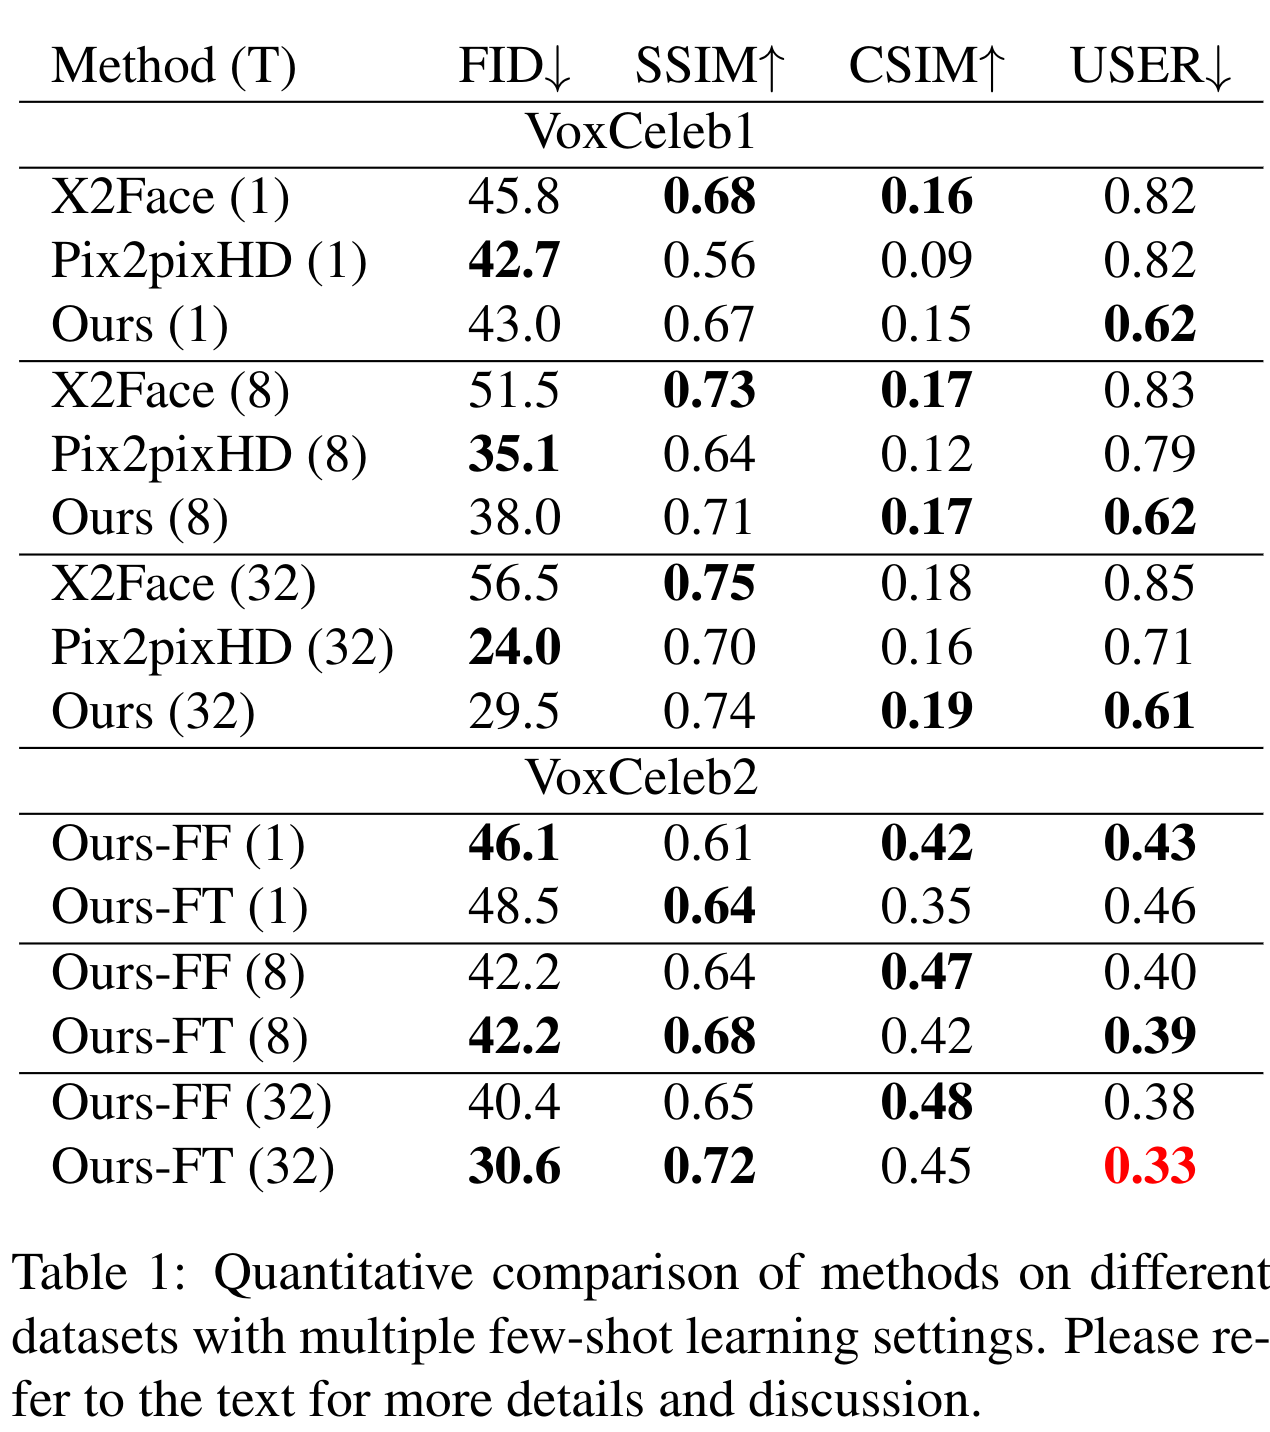 Method (T) FID↓ SSIM↑ CSIM↑ USER↓
VoxCeleb1
X2Face (1) 45.8 0.68 0.16 0.82
Pix2pixHD (1) 42.7 0.56 0.09 0.82
Ours (1) 43.0 0.67 0.15 0.62
X2Face (8) 51.5 0.73 0.17 0.83
Pix2pixHD (8) 35.1 0.64 0.12 0.79
Ours (8) 38.0 0.71 0.17 0.62
X2Face (32) 56.5 0.75 0.18 0.85
Pix2pixHD (32) 24.0 0.70 0.16 0.71
Ours (32) 29.5 0.74 0.19 0.61
VoxCeleb2
Ours-FF (1) 46.1 0.61 0.42 0.43
Ours-FT (1) 48.5 0.64 0.35 0.46
Ours-FF (8) 42.2 0.64 0.47 0.40
Ours-FT (8) 42.2 0.68 0.42 0.39
Ours-FF (32) 40.4 0.65 0.48 0.38
Ours-FT (32) 30.6 0.72 0.45 0.33
Table 1: Quantitative comparison of methods on different
datasets with multiple few-shot learning settings. Please re-
fer to the text for more details and discussion.